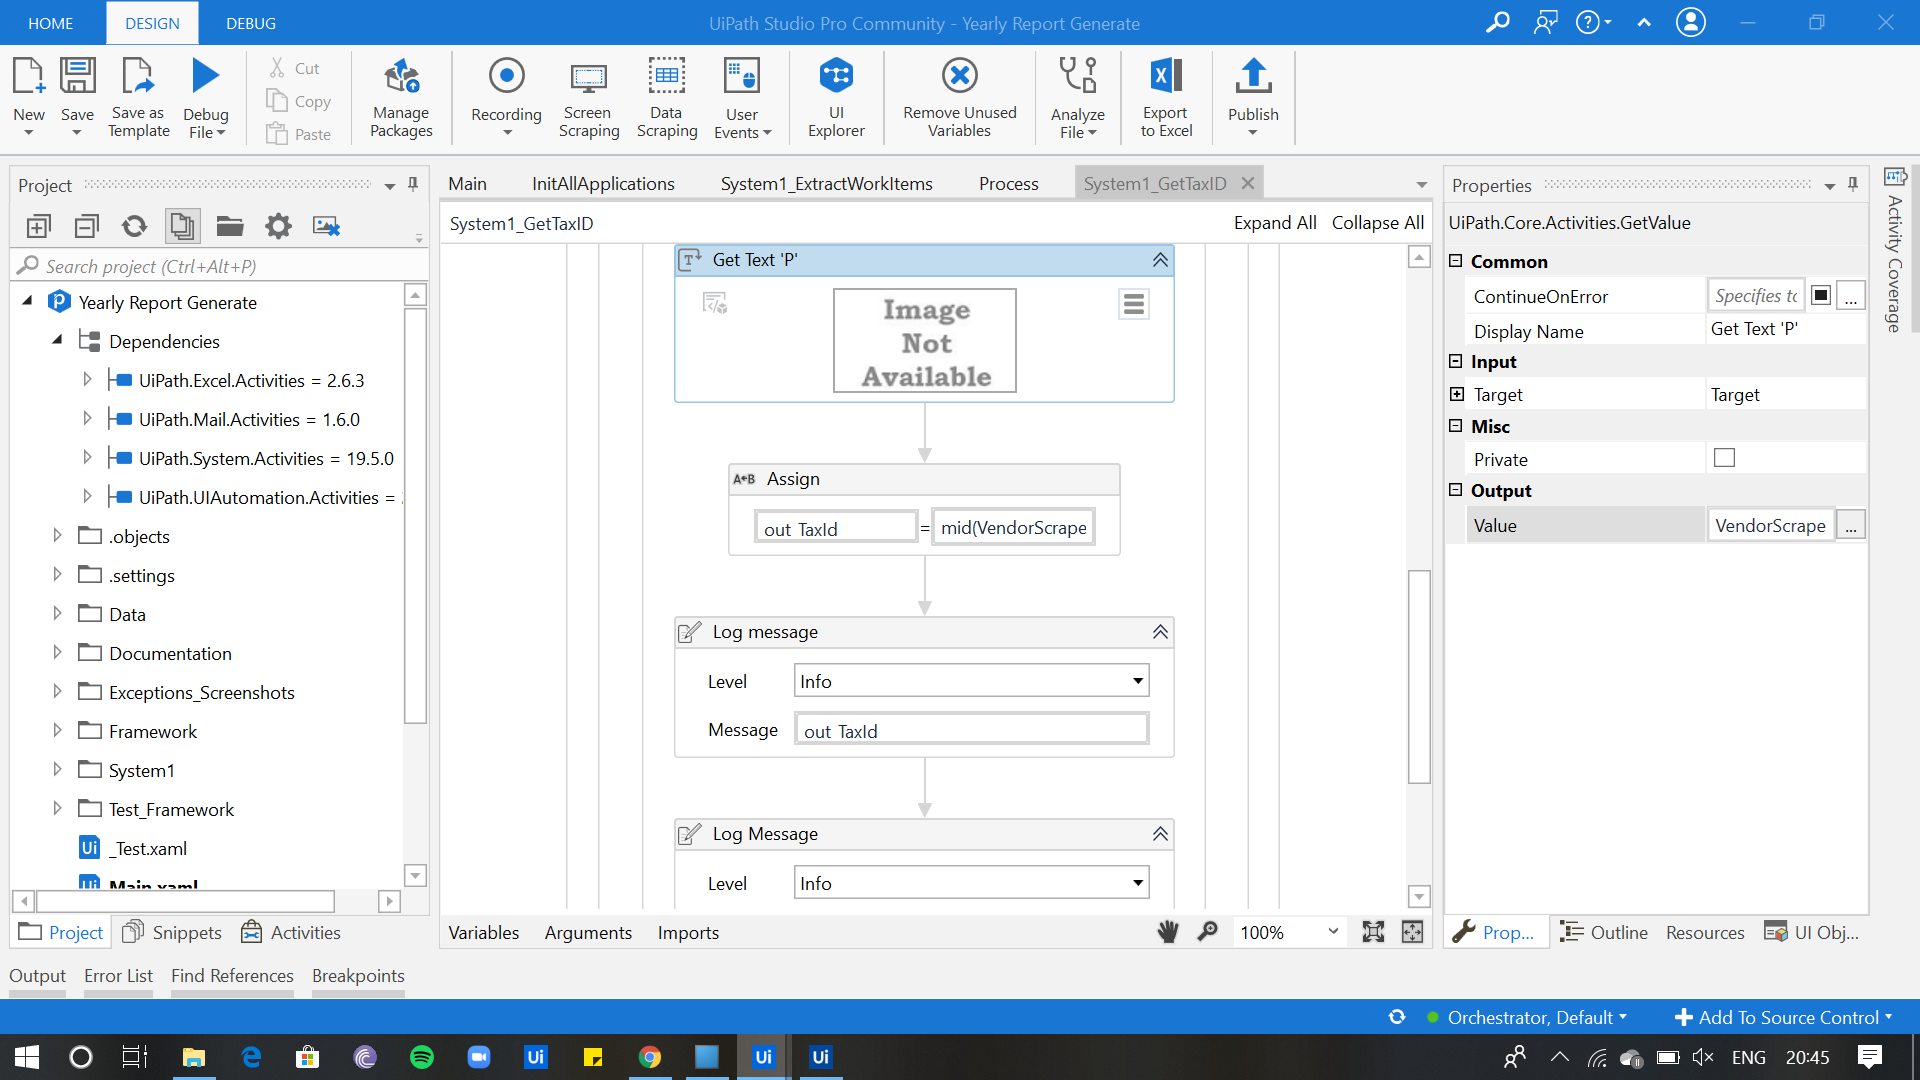 HOME
DESIGN
DEBUG
UiPath Studio Pro Community - Yearly Report Generate
New
Save
Save as Template
Debug File
Cut
Copy
Paste
Manage Packages
Recording
Screen Scraping
Data Scraping
User Events
UI Explorer
Remove Unused Variables
Analyze File
Export to Excel
Publish
Project
Search project (Ctrl+Alt+P)
Yearly Report Generate
Dependencies
UiPath.Excel.Activities = 2.6.3
UiPath.Mail.Activities = 1.6.0
UiPath.System.Activities = 19.5.0
UiPath.UIAutomation.Activities =
.objects
.settings
Data
Documentation
Exceptions_Screenshots
Framework
System1
Test_Framework
_Test.xaml
Main.xaml
Project
Snippets
Activities
Main
InitAllApplications
System1_ExtractWorkItems
Process
System1_GetTaxID
System1_GetTaxID
Expand All
Collapse All
Get Text 'P'
Image
Not
Available
Assign
out_TaxId
=
mid(VendorScrape
Log message
Level
Info
Message
out_TaxId
Log Message
Level
Info
Variables
Arguments
Imports
100%
Properties
UiPath.Core.Activities.GetValue
Common
ContinueOnError
Specifies to
...
Display Name
Get Text 'P'
Input
Target
Target
Misc
Private
Output
Value
VendorScrape
...
Prop...
Outline
Resources
UI Obj...
Activity Coverage
Output
Error List
Find References
Breakpoints
Orchestrator, Default
Add To Source Control
ENG
20:45